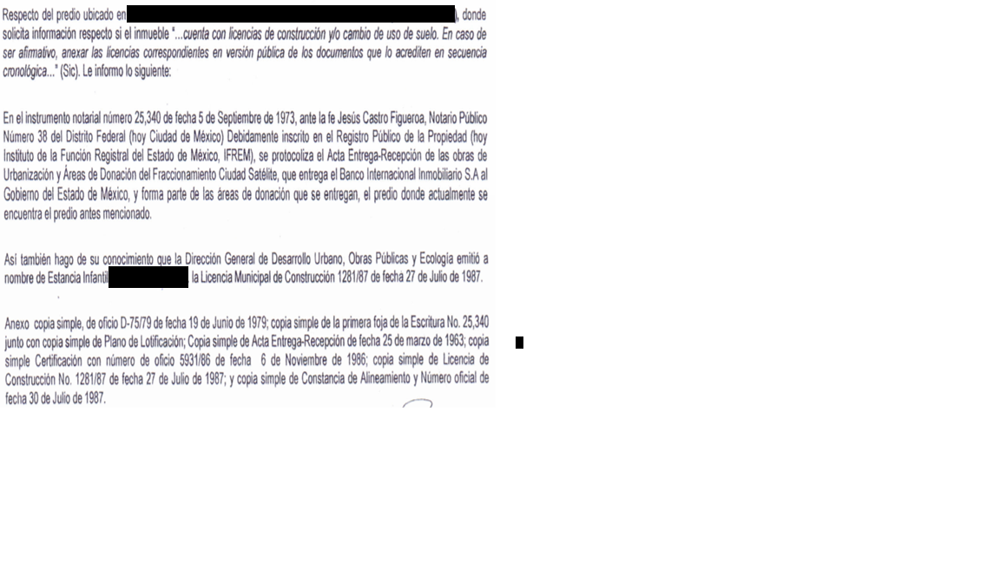 Respecto del predio ubicado en ), donde
solicita información respecto si el inmueble "...cuenta con licencias de construcción y/o cambio de uso de suelo. En caso de
ser afirmativo, anexar las licencias correspondientes en versión pública de los documentos que lo acrediten en secuencia
cronológica..." (Sic). Le informo lo siguiente:
En el instrumento notarial número 25,340 de fecha 5 de Septiembre de 1973, ante la fe Jesús Castro Figueroa, Notario Público
Número 38 del Distrito Federal (hoy Ciudad de México) Debidamente inscrito en el Registro Público de la Propiedad (hoy
Instituto de la Función Registral del Estado de México, IFREM), se protocoliza el Acta Entrega-Recepción de las obras de
Urbanización y Áreas de Donación del Fraccionamiento Ciudad Satélite, que entrega el Banco Internacional Inmobiliario S.A al
Gobierno del Estado de México, y forma parte de las áreas de donación que se entregan, el predio donde actualmente se
encuentra el predio antes mencionado.
Así también hago de su conocimiento que la Dirección General de Desarrollo Urbano, Obras Públicas y Ecología emitió a
nombre de Estancia Infantil la Licencia Municipal de Construcción 1281/87 de fecha 27 de Julio de 1987.
Anexo copia simple, de oficio D-75/79 de fecha 19 de Junio de 1979; copia simple de la primera foja de la Escritura No. 25,340
junto con copia simple de Plano de Lotificación; Copia simple de Acta Entrega-Recepción de fecha 25 de marzo de 1963; copia
simple Certificación con número de oficio 5931/86 de fecha 6 de Noviembre de 1986; copia simple de Licencia de
Construcción No. 1281/87 de fecha 27 de Julio de 1987; y copia simple de Constancia de Alineamiento y Número oficial de
fecha 30 de Julio de 1987.